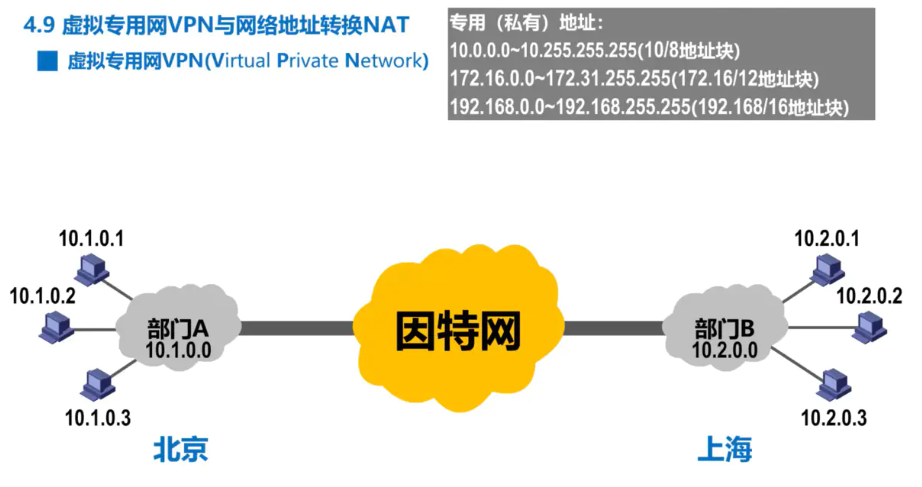 4.9 虚拟专用网VPN与网络地址转换NAT
虚拟专用网VPN(Virtual Private Network)
专用（私有）地址：
10.0.0.0~10.255.255.255(10/8地址块)
172.16.0.0~172.31.255.255(172.16/12地址块)
192.168.0.0~192.168.255.255(192.168/16地址块)
10.1.0.1
10.1.0.2
10.1.0.3
部门A
10.1.0.0
北京
因特网
部门B
10.2.0.0
10.2.0.1
10.2.0.2
10.2.0.3
上海